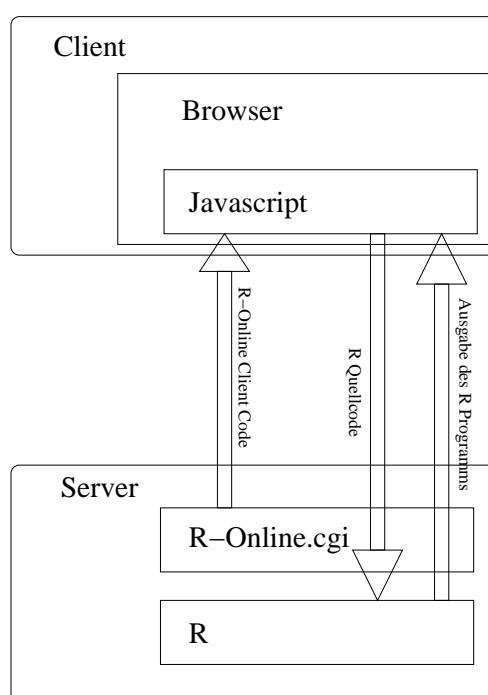 Client
Browser
Javascript
R−Online Client Code
R Quellcode
Ausgabe des R Programms
Server
R−Online.cgi
R